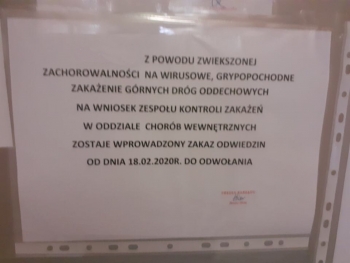 Z POWODU ZWIEKSZONEJ
ZACHOROWALNOŚCI NA WIRUSOWE, GRYPOPOCHODNE
ZAKAŻENIE GÓRNYCH DRÓG ODDECHOWYCH
NA WNIOSEK ZESPOŁU KONTROLI ZAKAŻEŃ
W ODDZIALE CHORÓB WEWNĘTRZNYCH
ZOSTAJE WPROWADZONY ZAKAZ ODWIEDZIN
OD DNIA 18.02.2020R. DO ODWOŁANIA